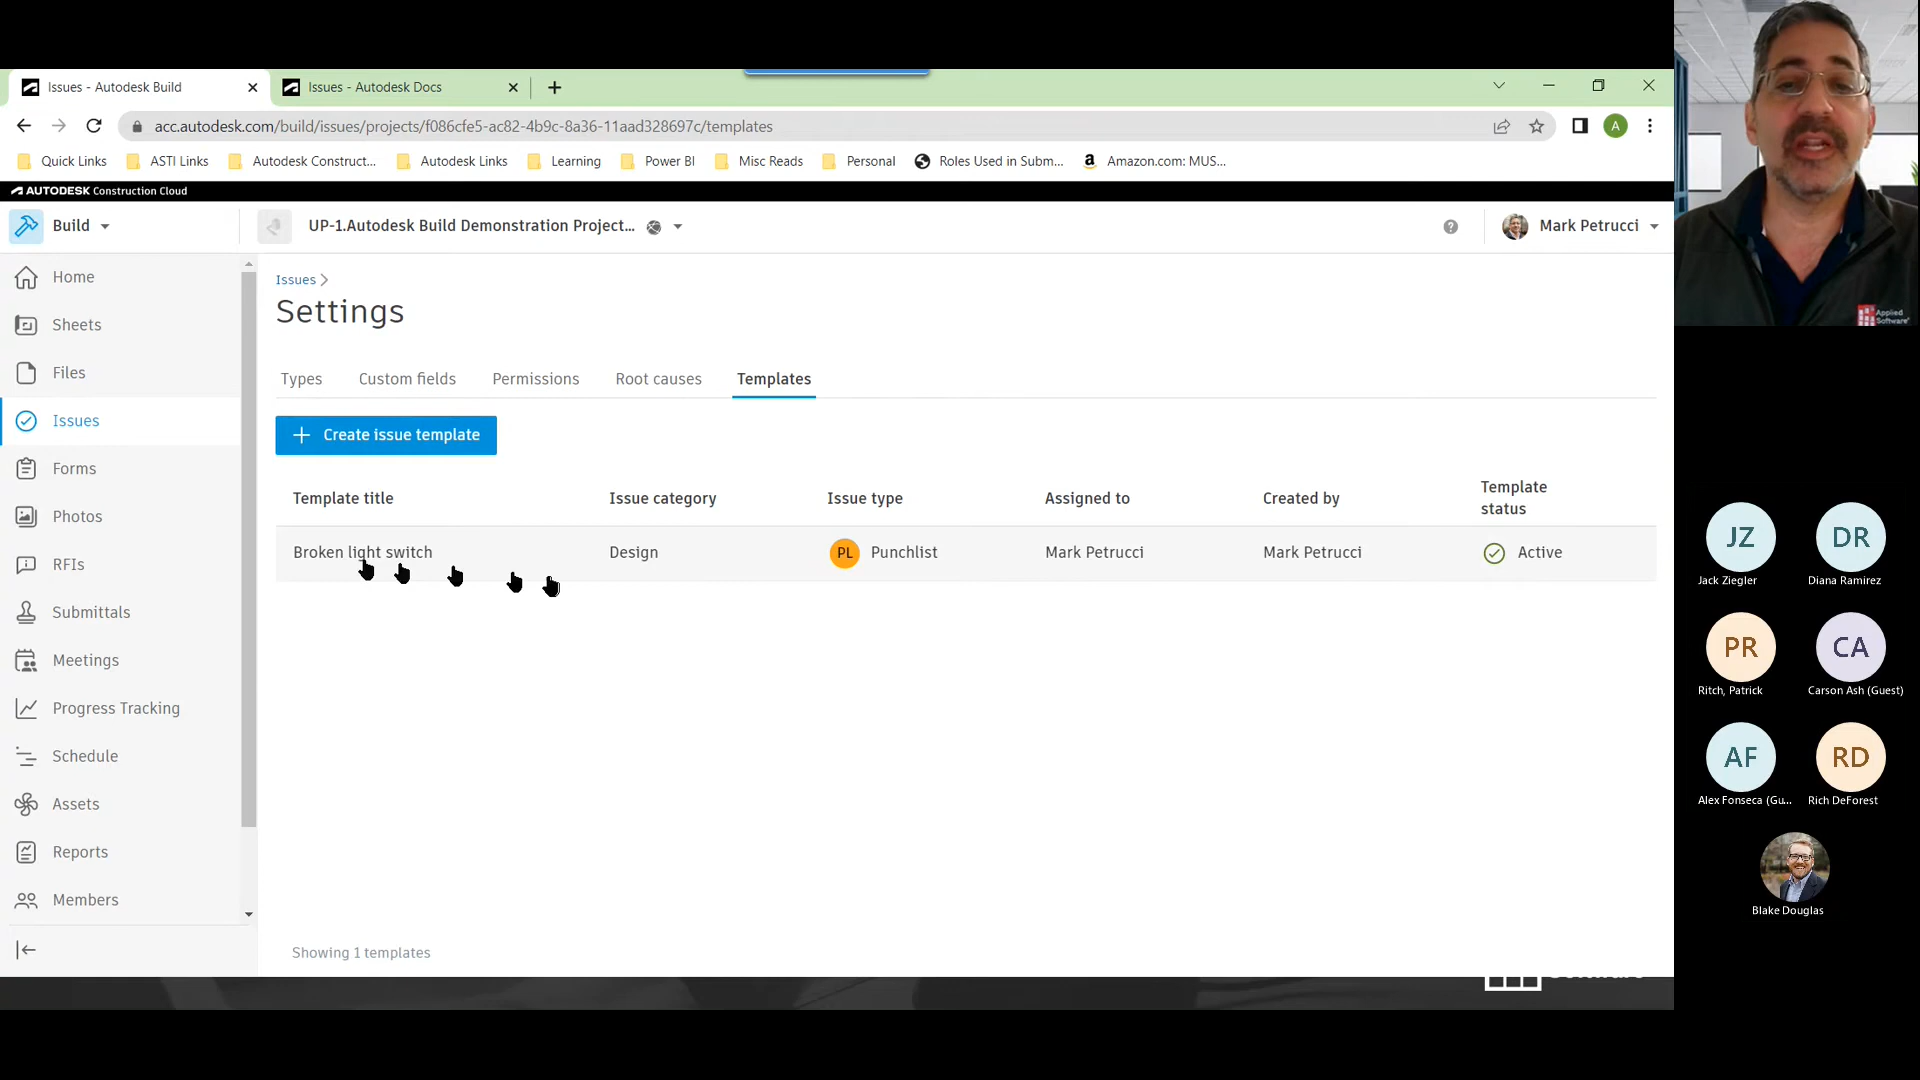 Issues - Autodesk Build
Issues - Autodesk Docs
acc.autodesk.com/build/issues/projects/f086cfe5-ac82-4b9c-8a36-11aad328697c/templates
A
Quick Links
ASTI Links
Autodesk Construct...
Autodesk Links
Learning
Power BI
Misc Reads
Personal
Roles Used in Subm...
Amazon.com: MUS...
AUTODESK Construction Cloud
Build
UP-1.Autodesk Build Demonstration Project...
Mark Petrucci
Home
Sheets
Files
Issues
Forms
Photos
RFIs
Submittals
Meetings
Progress Tracking
Schedule
Assets
Reports
Members
Issues
Settings
Types
Custom fields
Permissions
Root causes
Templates
Create issue template
Template title
Issue category
Issue type
Assigned to
Created by
Template
status
Broken light switch
Design
PL
Punchlist
Mark Petrucci
Mark Petrucci
Active
Showing 1 templates
Applied
Software
JZ
Jack Ziegler
DR
Diana Ramirez
PR
Ritch, Patrick
CA
Carson Ash (Guest)
AF
Alex Fonseca (Gu...
RD
Rich DeForest
Blake Douglas